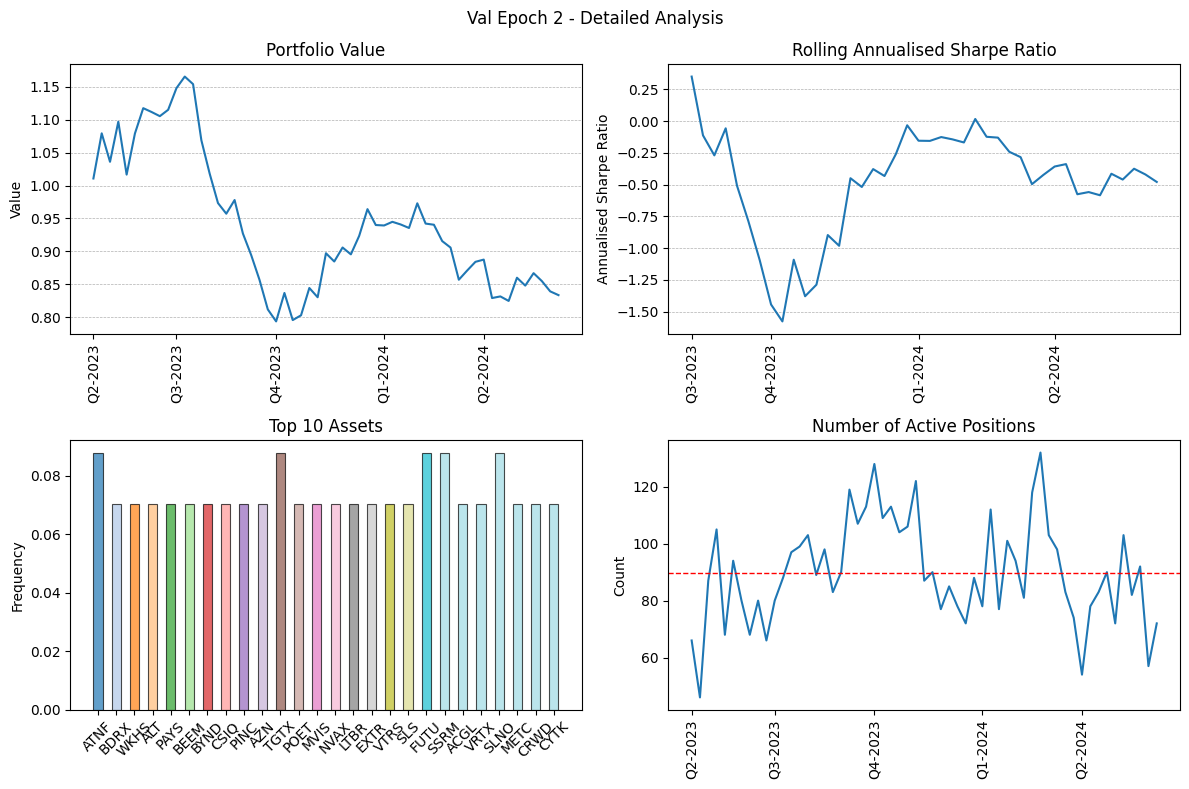 Val Epoch 2 - Detailed Analysis
Portfolio Value
Value
1.15
1.10
1.05
1.00
0.95
0.90
0.85
0.80
Q2-2023
Q3-2023
Q4-2023
Q1-2024
Q2-2024
Rolling Annualised Sharpe Ratio
Annualised Sharpe Ratio
0.25
0.00
−0.25
−0.50
−0.75
−1.00
−1.25
−1.50
Q3-2023
Q4-2023
Q1-2024
Q2-2024
Top 10 Assets
Frequency
0.08
0.06
0.04
0.02
0.00
ATNF
BDRX
WKHS
ALT
PAYS
BEEM
BYND
CSIQ
PINC
AZN
TGTX
POET
MVIS
NVAX
LTBR
EXTR
VTRS
SLS
FUTU
SSRM
ACGL
VRTX
SLNO
METC
CRWD
CYTK
Number of Active Positions
Count
120
100
80
60
Q2-2023
Q3-2023
Q4-2023
Q1-2024
Q2-2024